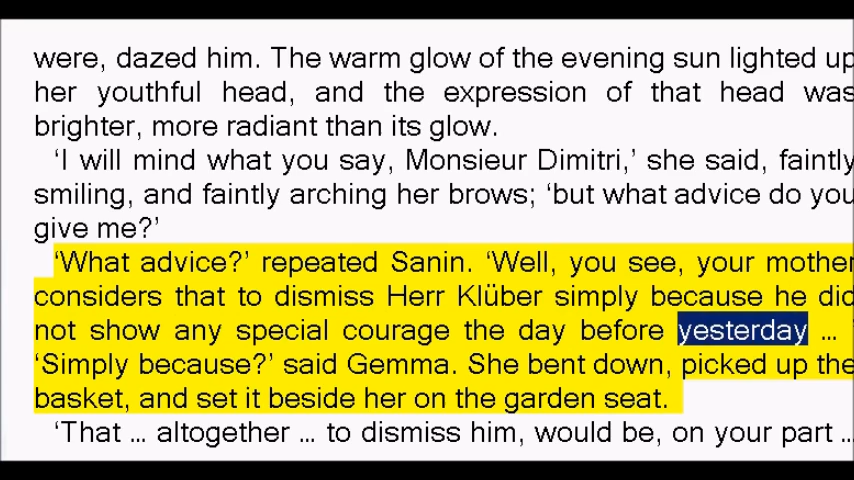 were, dazed him. The warm glow of the evening sun lighted up
her youthful head, and the expression of that head was
brighter, more radiant than its glow.
‘I will mind what you say, Monsieur Dimitri,’ she said, faintly
smiling, and faintly arching her brows; ‘but what advice do you
give me?’
‘What advice?’ repeated Sanin. ‘Well, you see, your mother
considers that to dismiss Herr Klüber simply because he did
not show any special courage the day before yesterday ... ’
‘Simply because?’ said Gemma. She bent down, picked up the
basket, and set it beside her on the garden seat.
‘That ... altogether ... to dismiss him, would be, on your part ...